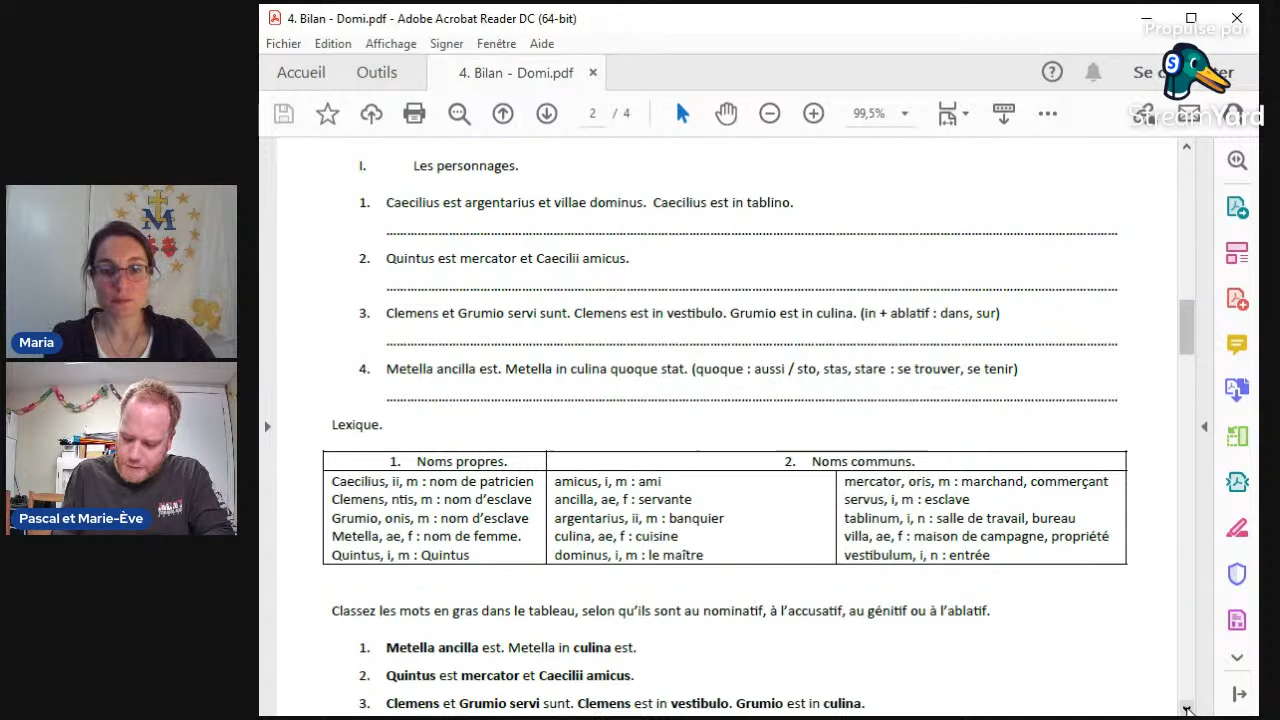 4. Bilan - Domi.pdf - Adobe Acrobat Reader DC (64-bit)
Propulsé par
Fichier Edition Affichage Signer Fenêtre Aide
Accueil Outils 4. Bilan - Domi.pdf
StreamYard
2 / 4 99,5%
I. Les personnages.
1. Caecilius est argentarius et villae dominus. Caecilius est in tablino.
2. Quintus est mercator et Caecilii amicus.
3. Clemens et Grumio servi sunt. Clemens est in vestibulo. Grumio est in culina. (in + ablatif : dans, sur)
4. Metella ancilla est. Metella in culina quoque stat. (quoque : aussi / sto, stas, stare : se trouver, se tenir)
Lexique.
1. Noms propres. 2. Noms communs.
Caecilius, ii, m : nom de patricien amicus, i, m : ami mercator, oris, m : marchand, commerçant
Clemens, ntis, m : nom d'esclave ancilla, ae, f : servante servus, i, m : esclave
Grumio, onis, m : nom d'esclave argentarius, ii, m : banquier tablinum, i, n : salle de travail, bureau
Metella, ae, f : nom de femme. culina, ae, f : cuisine villa, ae, f : maison de campagne, propriété
Quintus, i, m : Quintus dominus, i, m : le maître vestibulum, i, n : entrée
Classez les mots en gras dans le tableau, selon qu'ils sont au nominatif, à l'accusatif, au génitif ou à l'ablatif.
1. Metella ancilla est. Metella in culina est.
2. Quintus est mercator et Caecilii amicus.
3. Clemens et Grumio servi sunt. Clemens est in vestibulo. Grumio est in culina.
Maria
Pascal et Marie-Ève